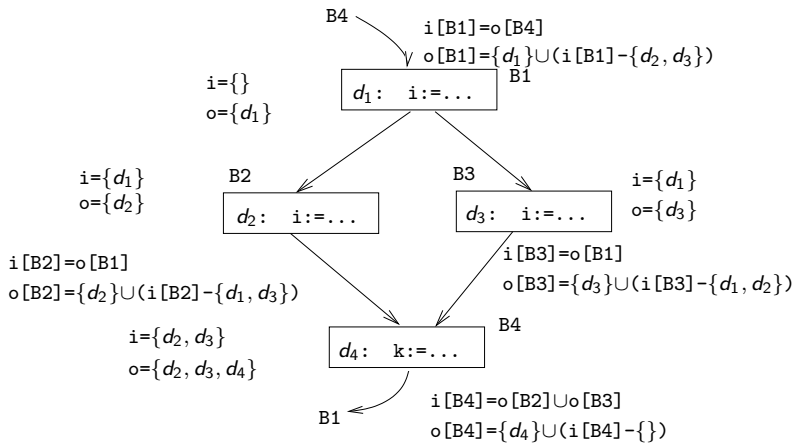 B4
i[B1]=o[B4]
o[B1]={d₁}∪(i[B1]-{d₂, d₃})
B1
i={}
o={d₁}
d₁: i:=...
B2
B3
i={d₁}
o={d₂}
i={d₁}
o={d₃}
d₂: i:=...
d₃: i:=...
i[B2]=o[B1]
o[B2]={d₂}∪(i[B2]-{d₁, d₃})
i[B3]=o[B1]
o[B3]={d₃}∪(i[B3]-{d₁, d₂})
i={d₂, d₃}
o={d₂, d₃, d₄}
B4
d₄: k:=...
B1
i[B4]=o[B2]∪o[B3]
o[B4]={d₄}∪(i[B4]-{})